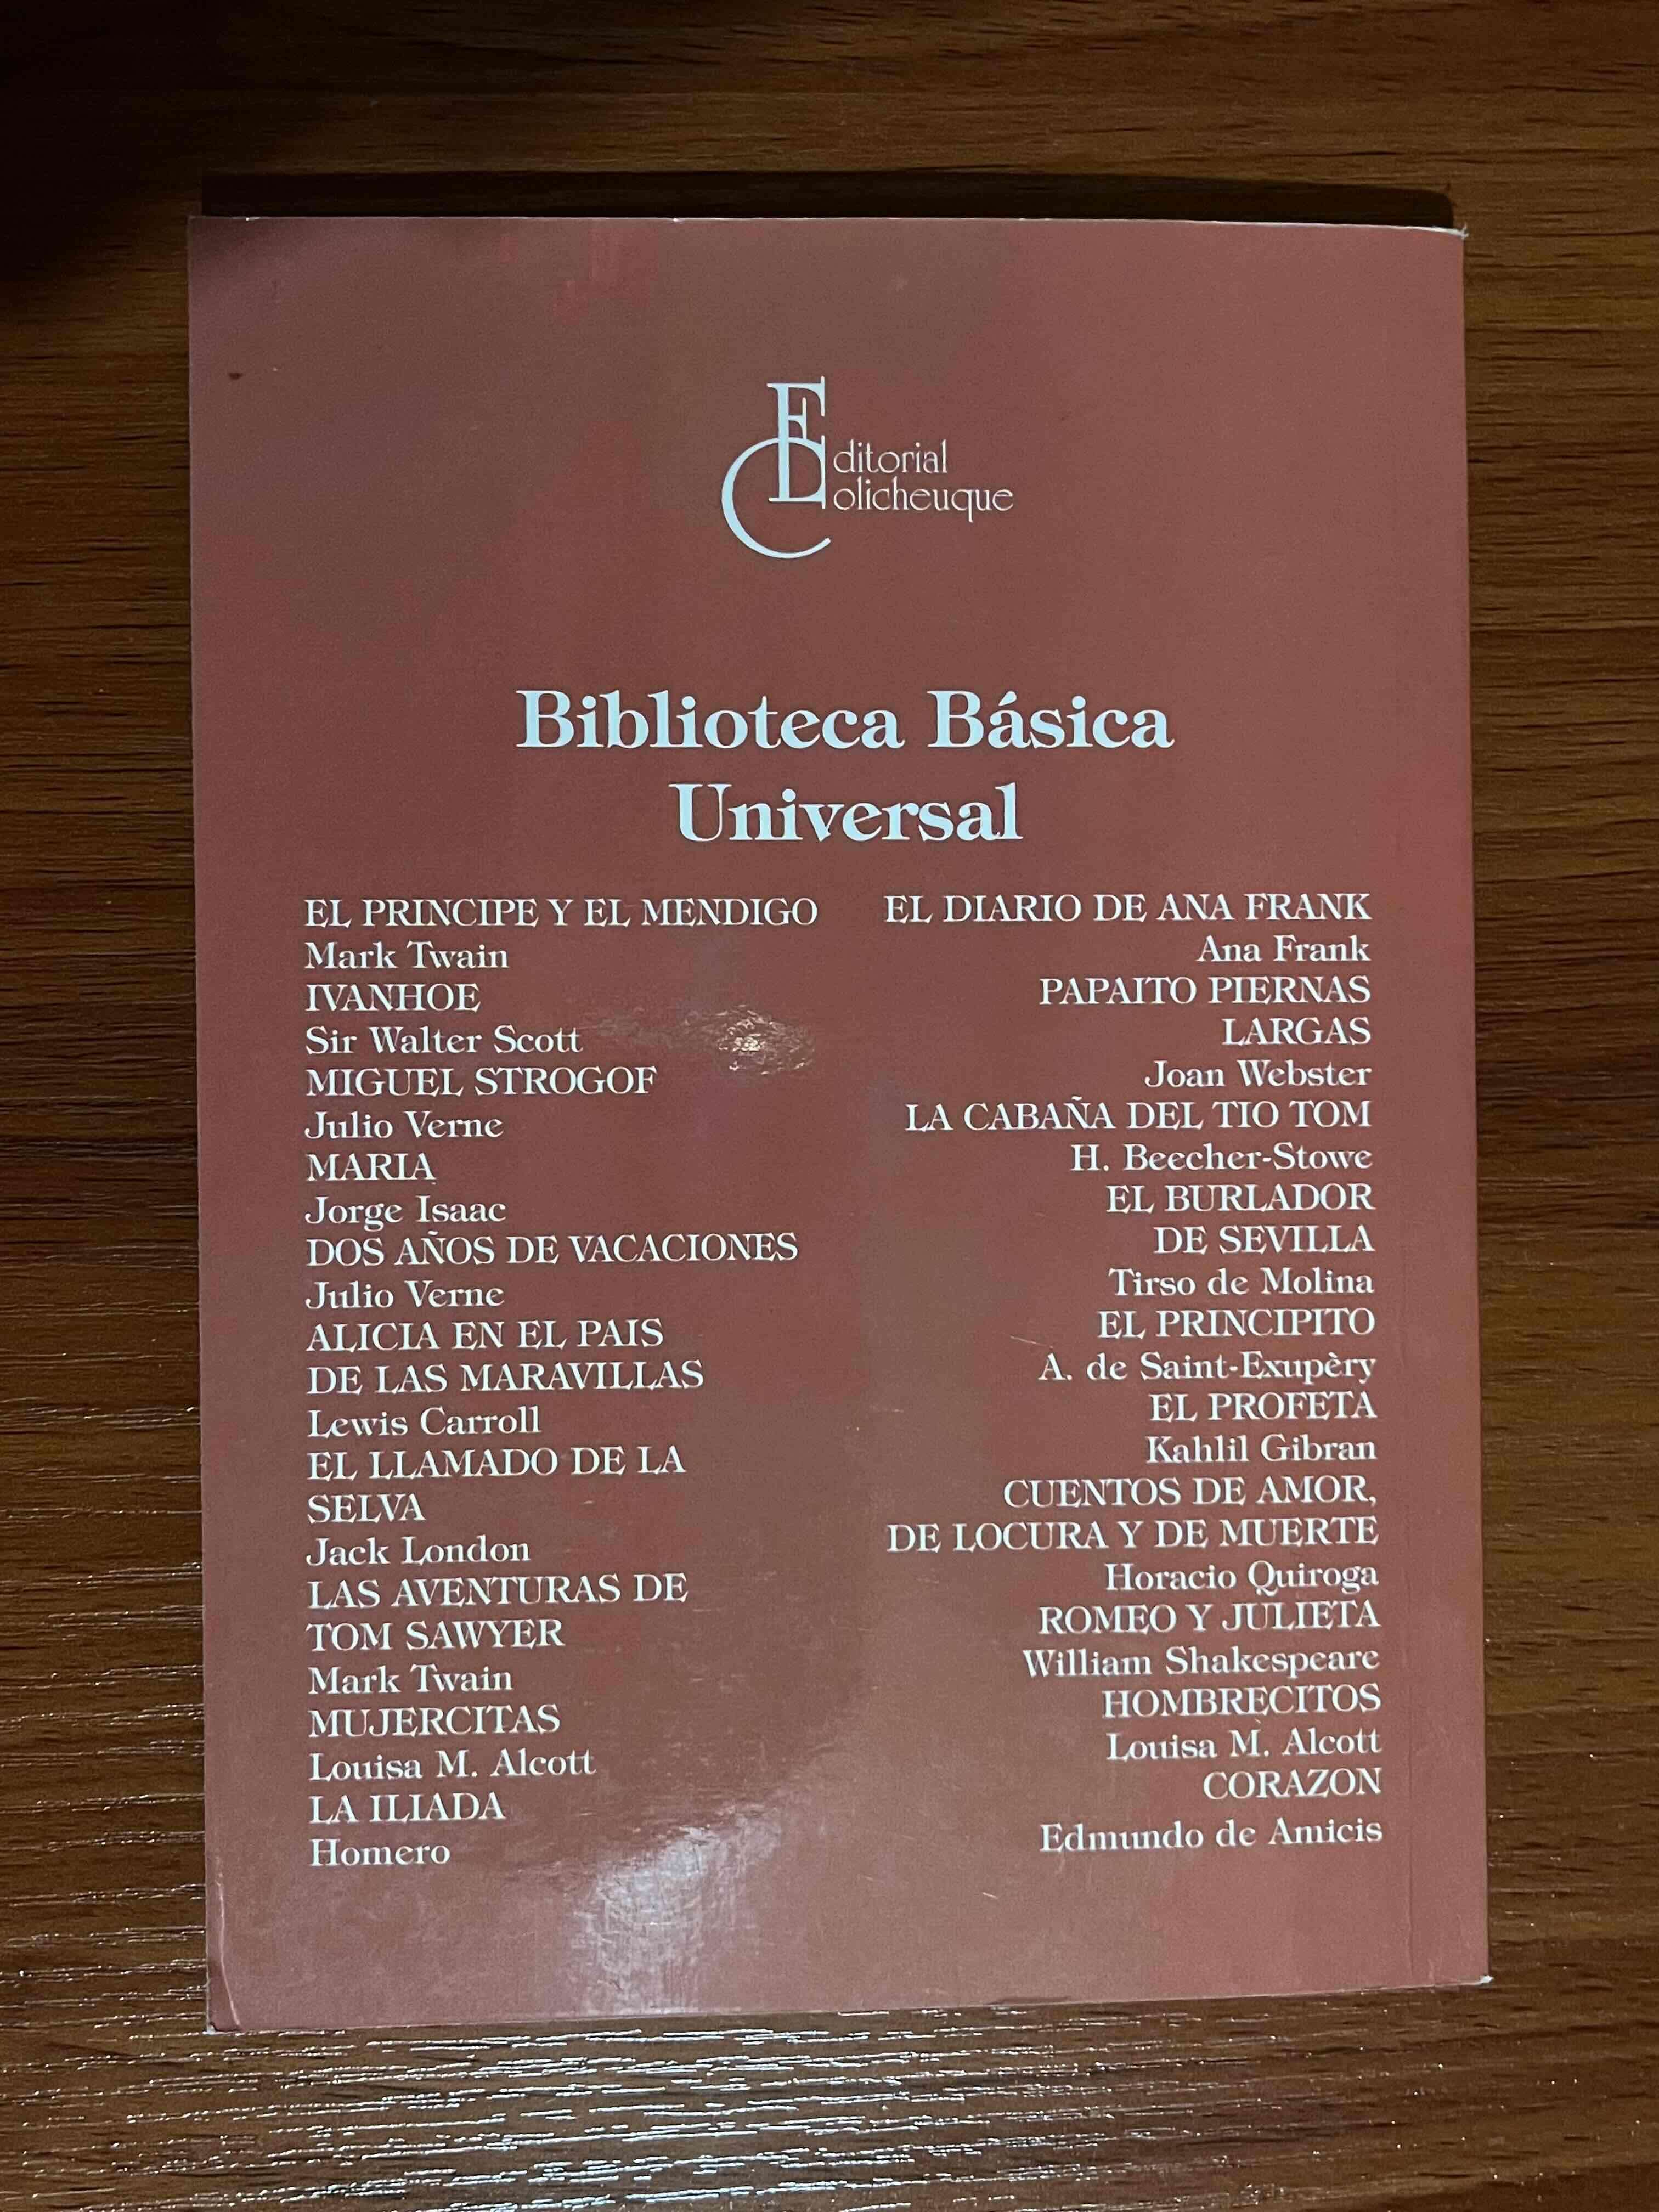 Editorial
Colicheuque
Biblioteca Básica
Universal
EL PRINCIPE Y EL MENDIGO
Mark Twain
IVANHOE
Sir Walter Scott
MIGUEL STROGOF
Julio Verne
MARIA
Jorge Isaac
DOS AÑOS DE VACACIONES
Julio Verne
ALICIA EN EL PAIS
DE LAS MARAVILLAS
Lewis Carroll
EL LLAMADO DE LA
SELVA
Jack London
LAS AVENTURAS DE
TOM SAWYER
Mark Twain
MUJERCITAS
Louisa M. Alcott
LA ILIADA
Homero
EL DIARIO DE ANA FRANK
Ana Frank
PAPAITO PIERNAS
LARGAS
Joan Webster
LA CABAÑA DEL TIO TOM
H. Beecher-Stowe
EL BURLADOR
DE SEVILLA
Tirso de Molina
EL PRINCIPITO
A. de Saint-Exupèry
EL PROFETA
Kahlil Gibran
CUENTOS DE AMOR,
DE LOCURA Y DE MUERTE
Horacio Quiroga
ROMEO Y JULIETA
William Shakespeare
HOMBRECITOS
Louisa M. Alcott
CORAZON
Edmundo de Amicis